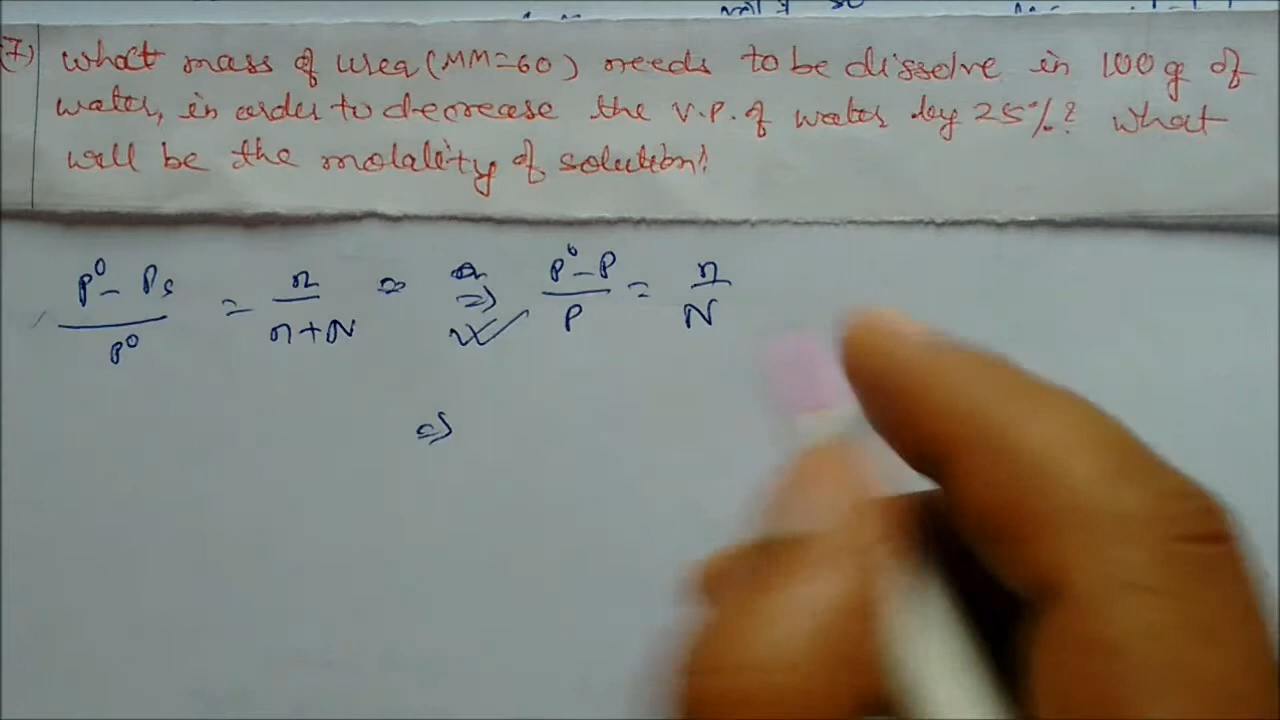 7) What mass of urea (MM=60) needs to be dissolve in 100g of
water, in order to decrease the V.P. of water by 25%? What
will be the molality of solution?
P⁰ - Ps / P⁰ = n / n+N = ⇒ P⁰ - P / P = n / N
⇒